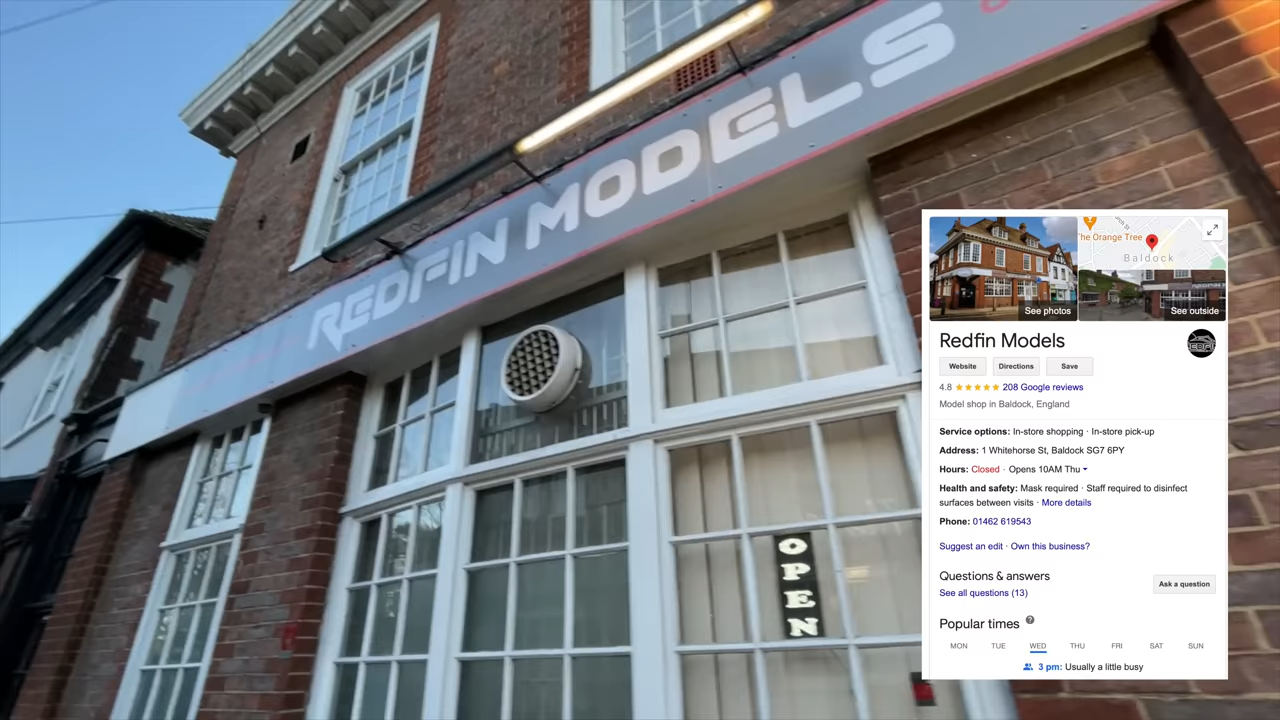 REDFIN MODELS
OPEN
The Orange Tree
Baldock
See photos
See outside
Redfin Models
Website
Directions
Save
4.8 ★★★★★ 208 Google reviews
Model shop in Baldock, England
Service options: In-store shopping · In-store pick-up
Address: 1 Whitehorse St, Baldock SG7 6PY
Hours: Closed · Opens 10AM Thu
Health and safety: Mask required · Staff required to disinfect
surfaces between visits · More details
Phone: 01462 619543
Suggest an edit · Own this business?
Questions & answers
Ask a question
See all questions (13)
Popular times
MON TUE WED THU FRI SAT SUN
3 pm: Usually a little busy